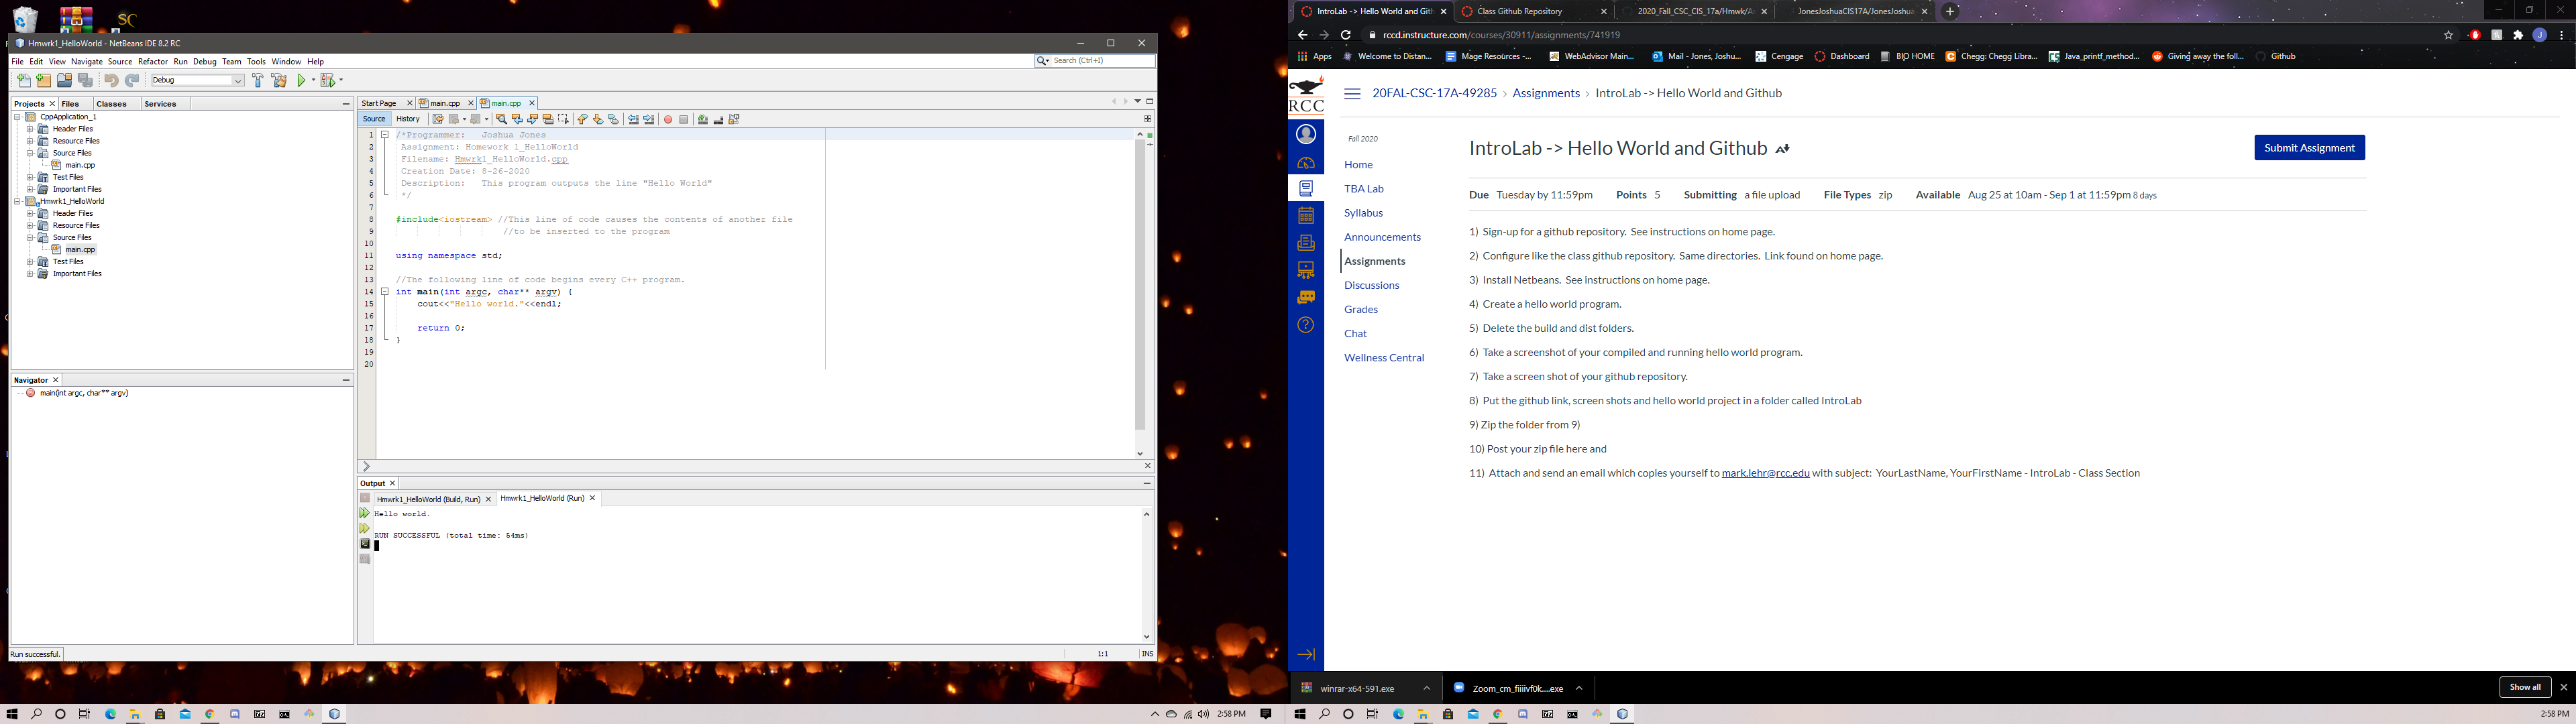 SC
Hmwrk1_HelloWorld - NetBeans IDE 8.2 RC
File Edit View Navigate Source Refactor Run Debug Team Tools Window Help
Search (Ctrl+I)
Debug
Projects Files Classes Services
CppApplication_1
Header Files
Resource Files
Source Files
main.cpp
Test Files
Important Files
Hmwrk1_HelloWorld
Header Files
Resource Files
Source Files
main.cpp
Test Files
Important Files
Navigator
main(int argc, char** argv)
Start Page main.cpp main.cpp
Source History
1 /*Programmer: Joshua Jones
2 Assignment: Homework 1_HelloWorld
3 Filename: Hmwrk1_HelloWorld.cpp
4 Creation Date: 8-26-2020
5 Description: This program outputs the line "Hello World"
6 */
7
8 #include<iostream> //This line of code causes the contents of another file
9 //to be inserted to the program
10
11 using namespace std;
12
13 //The following line of code begins every C++ program.
14 int main(int argc, char** argv) {
15 cout<<"Hello world."<<endl;
16
17 return 0;
18 }
19
20
Output
Hmwrk1_HelloWorld (Build, Run) Hmwrk1_HelloWorld (Run)
Hello world.
RUN SUCCESSFUL (total time: 54ms)
Run successful.
1:1 INS
2:58 PM
IntroLab -> Hello World and Gith Class Github Repository 2020_Fall_CSC_CIS_17a/Hmwk/A JonesJoshuaCIS17A/JonesJoshua
rccd.instructure.com/courses/30911/assignments/741919
J
Apps Welcome to Distan... Mage Resources -... WebAdvisor Main... Mail - Jones, Joshu... Cengage Dashboard BIO HOME Chegg: Chegg Libra... Java_printf_method... Giving away the foll... Github
RCC
20FAL-CSC-17A-49285 > Assignments > IntroLab -> Hello World and Github
Fall 2020
Home
TBA Lab
Syllabus
Announcements
Assignments
Discussions
Grades
Chat
Wellness Central
IntroLab -> Hello World and Github
Submit Assignment
Due Tuesday by 11:59pm Points 5 Submitting a file upload File Types zip Available Aug 25 at 10am - Sep 1 at 11:59pm 8 days
1) Sign-up for a github repository. See instructions on home page.
2) Configure like the class github repository. Same directories. Link found on home page.
3) Install Netbeans. See instructions on home page.
4) Create a hello world program.
5) Delete the build and dist folders.
6) Take a screenshot of your compiled and running hello world program.
7) Take a screen shot of your github repository.
8) Put the github link, screen shots and hello world project in a folder called IntroLab
9) Zip the folder from 9)
10) Post your zip file here and
11) Attach and send an email which copies yourself to mark.lehr@rcc.edu with subject: YourLastName, YourFirstName - IntroLab - Class Section
winrar-x64-591.exe Zoom_cm_fiiiivf0k....exe Show all
2:58 PM